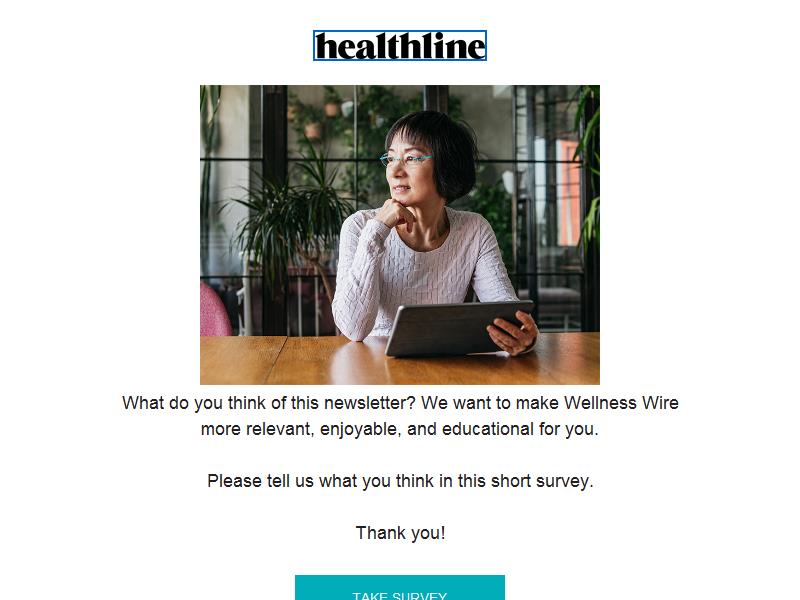 healthline
What do you think of this newsletter? We want to make Wellness Wire
more relevant, enjoyable, and educational for you.
Please tell us what you think in this short survey.
Thank you!
TAKE SURVEY